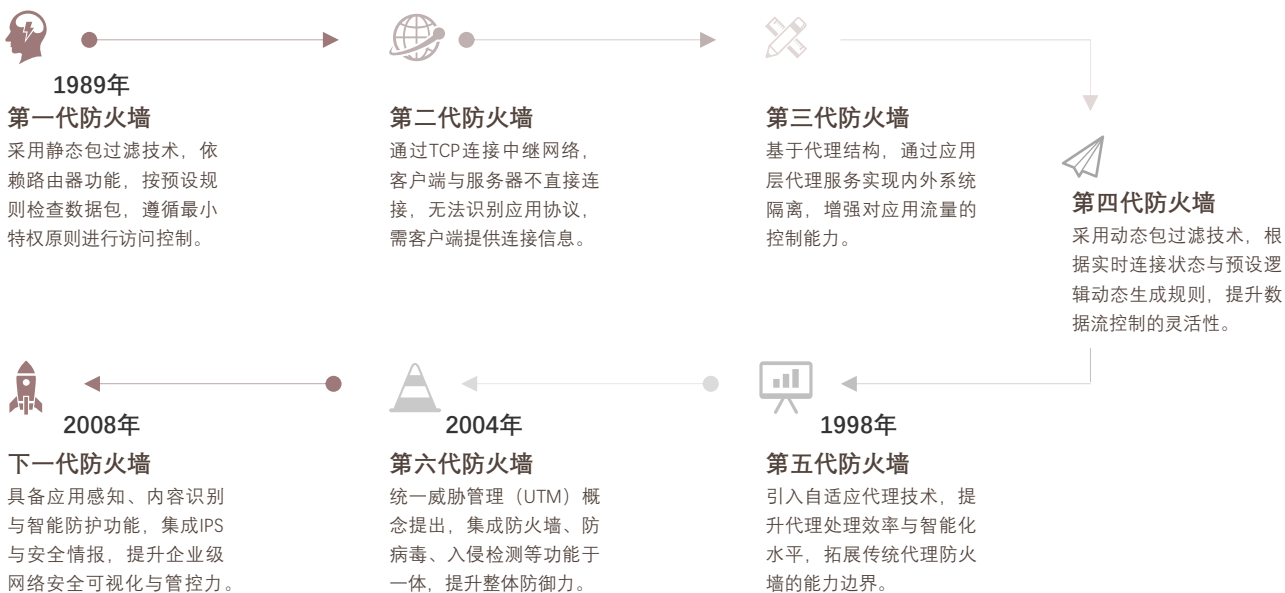 1989年
第一代防火墙
采用静态包过滤技术，依
赖路由器功能，按预设规
则检查数据包，遵循最小
特权原则进行访问控制。
第二代防火墙
通过TCP连接中继网络，
客户端与服务器不直接连
接，无法识别应用协议，
需客户端提供连接信息。
第三代防火墙
基于代理结构，通过应用
层代理服务实现内外系统
隔离，增强对应用流量的
控制能力。
第四代防火墙
采用动态包过滤技术，根
据实时连接状态与预设逻
辑动态生成规则，提升数
据流控制的灵活性。
1998年
第五代防火墙
引入自适应代理技术，提
升代理处理效率与智能化
水平，拓展传统代理防火
墙的能力边界。
2004年
第六代防火墙
统一威胁管理（UTM）概
念提出，集成防火墙、防
病毒、入侵检测等功能于
一体，提升整体防御力。
2008年
下一代防火墙
具备应用感知、内容识别
与智能防护功能，集成IPS
与安全情报，提升企业级
网络安全可视化与管控力。